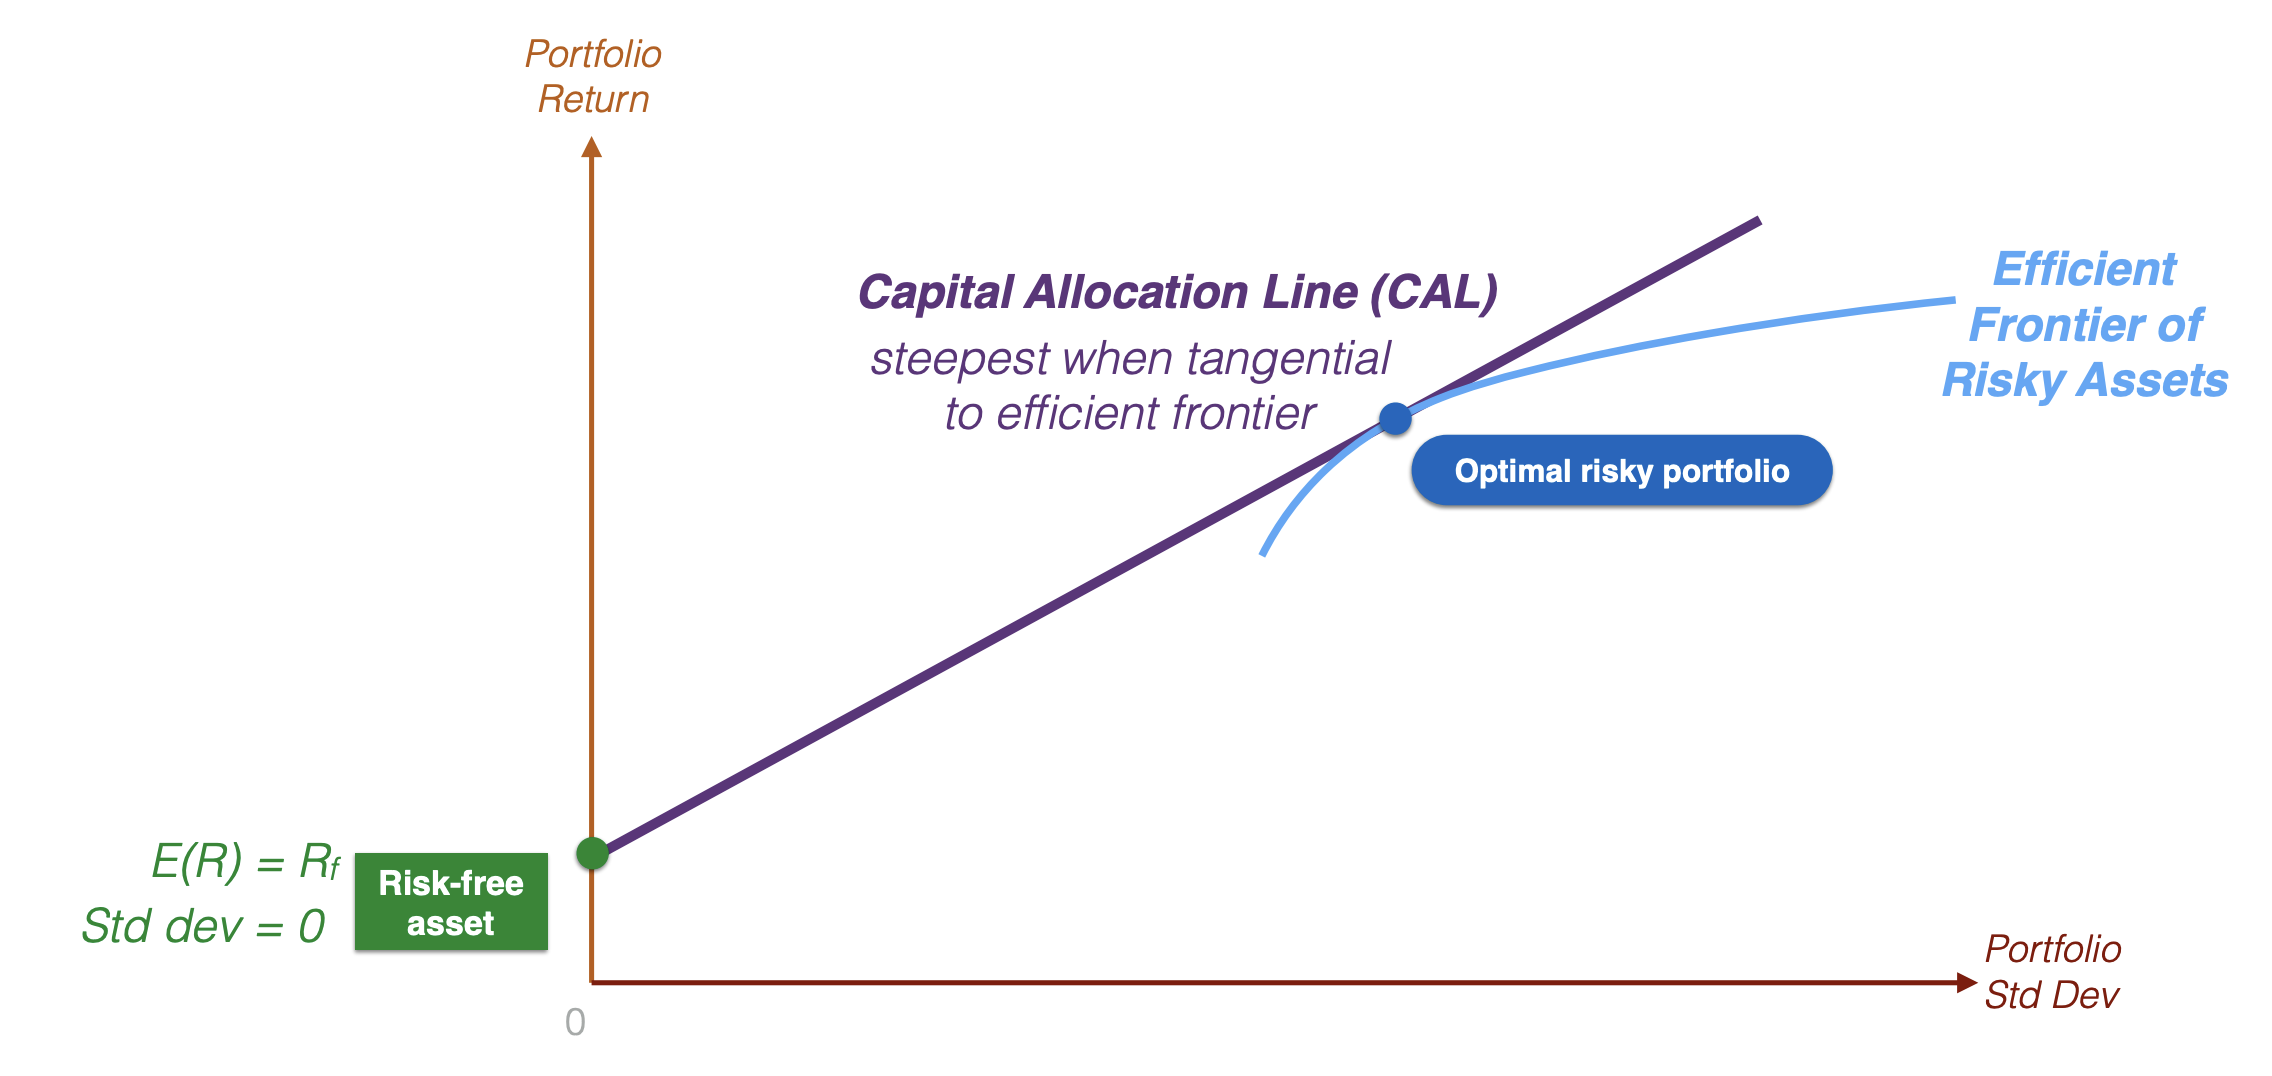 Portfolio
Return
Capital Allocation Line (CAL)
steepest when tangential
to efficient frontier
Efficient
Frontier of
Risky Assets
Optimal risky portfolio
E(R) = Rf
Std dev = 0
Risk-free
asset
Portfolio
Std Dev
0